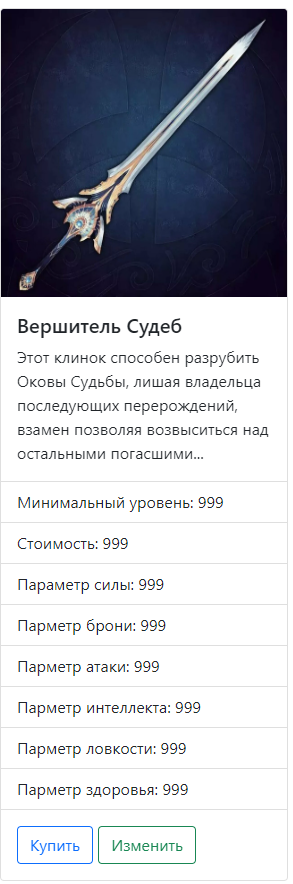 Вершитель Судеб
Этот клинок способен разрубить
Оковы Судьбы, лишая владельца
последующих перерождений,
взамен позволяя возвыситься над
остальными погасшими...
Минимальный уровень: 999
Стоимость: 999
Параметр силы: 999
Парметр брони: 999
Парметр атаки: 999
Парметр интеллекта: 999
Парметр ловкости: 999
Парметр здоровья: 999
Купить Изменить